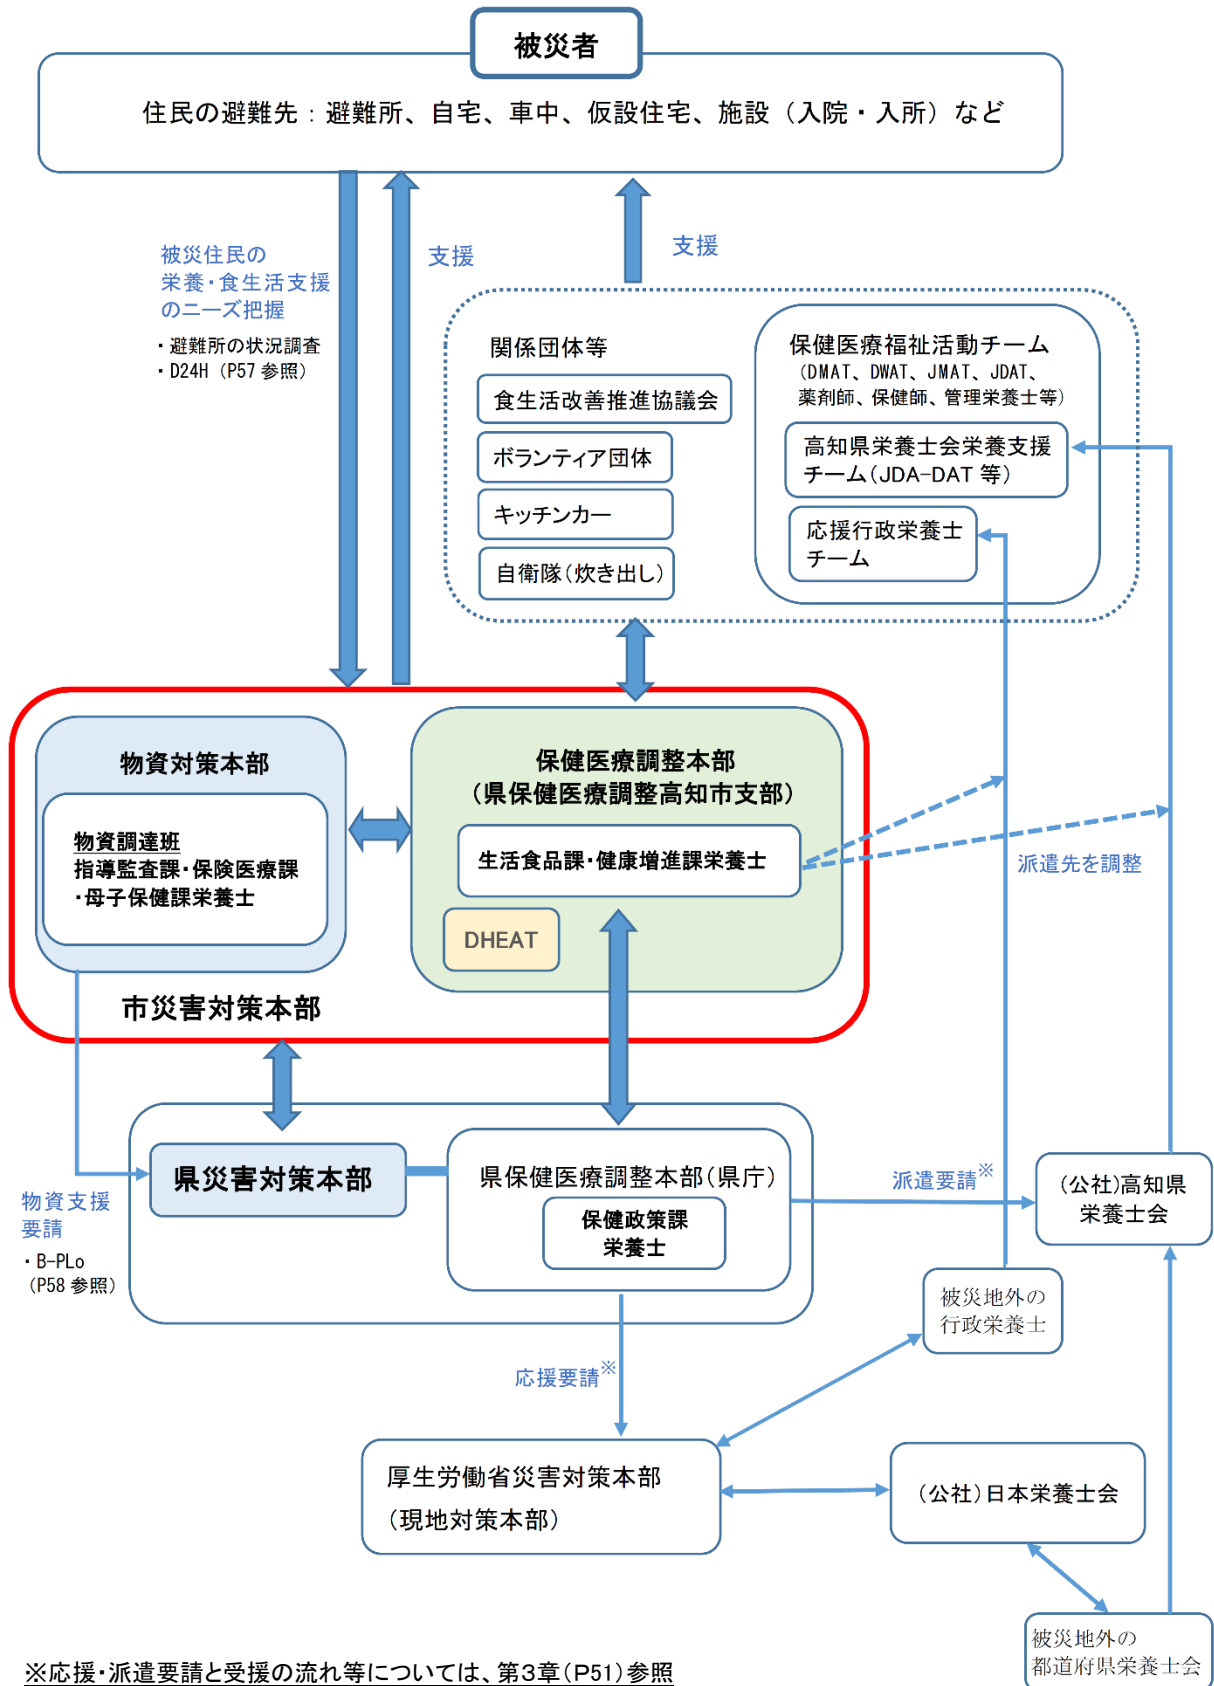 被災者
住民の避難先：避難所、自宅、車中、仮設住宅、施設（入院・入所）など
被災住民の
栄養・食生活支援
のニーズ把握
・避難所の状況調査
・D24H（P57 参照）
支援
支援
関係団体等
食生活改善推進協議会
ボランティア団体
キッチンカー
自衛隊（炊き出し）
保健医療福祉活動チーム
（DMAT、DWAT、JMAT、JDAT、
薬剤師、保健師、管理栄養士等）
高知県栄養士会栄養支援
チーム（JDA-DAT 等）
応援行政栄養士
チーム
物資対策本部
物資調達班
指導監査課・保険医療課
・母子保健課栄養士
保健医療調整本部
（県保健医療調整高知市支部）
生活食品課・健康増進課栄養士
DHEAT
市災害対策本部
派遣先を調整
県災害対策本部
県保健医療調整本部（県庁）
保健政策課
栄養士
物資支援
要請
・B-PLo
（P58 参照）
派遣要請※
（公社）高知県
栄養士会
被災地外の
行政栄養士
応援要請※
厚生労働省災害対策本部
（現地対策本部）
（公社）日本栄養士会
被災地外の
都道府県栄養士会
※応援・派遣要請と受援の流れ等については、第３章（P51）参照